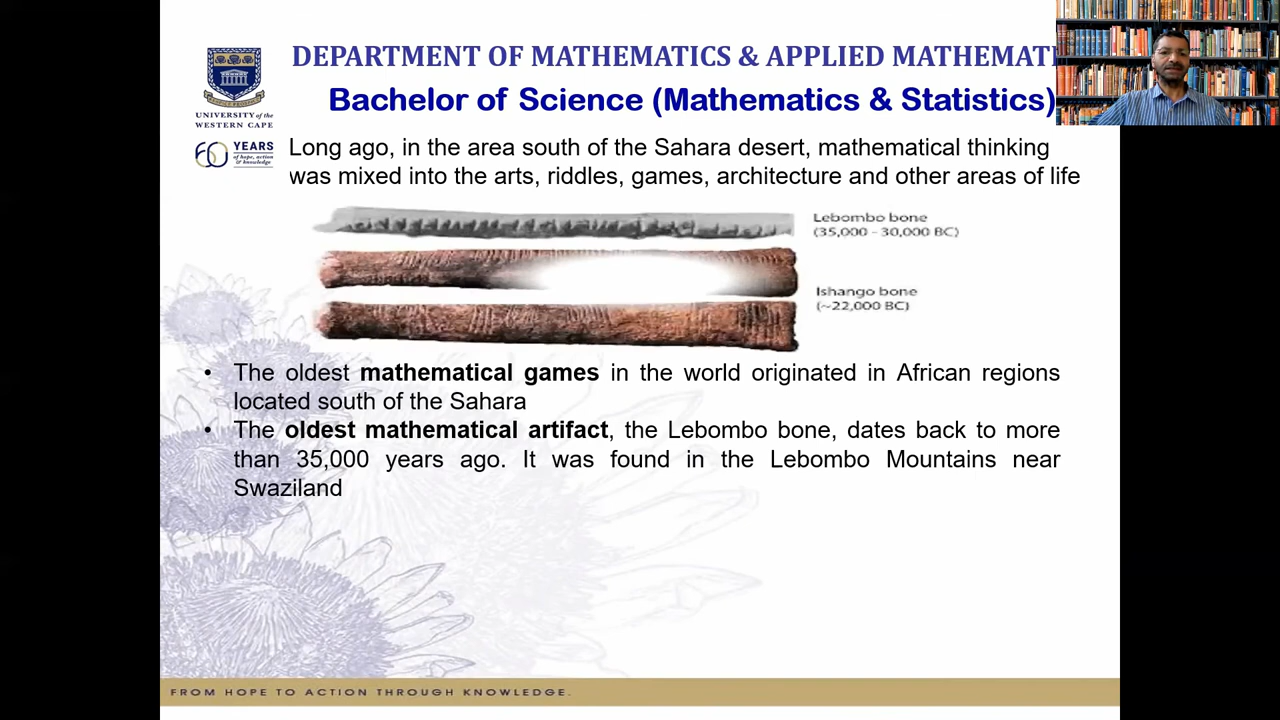 DEPARTMENT OF MATHEMATICS & APPLIED MATHEMATI
Bachelor of Science (Mathematics & Statistics)
UNIVERSITY of the
WESTERN CAPE
60 YEARS
of hope, action
& knowledge
Long ago, in the area south of the Sahara desert, mathematical thinking
was mixed into the arts, riddles, games, architecture and other areas of life
Lebombo bone
(35,000 - 30,000 BC)
Ishango bone
(~22,000 BC)
• The oldest mathematical games in the world originated in African regions
located south of the Sahara
• The oldest mathematical artifact, the Lebombo bone, dates back to more
than 35,000 years ago. It was found in the Lebombo Mountains near
Swaziland
FROM HOPE TO ACTION THROUGH KNOWLEDGE.